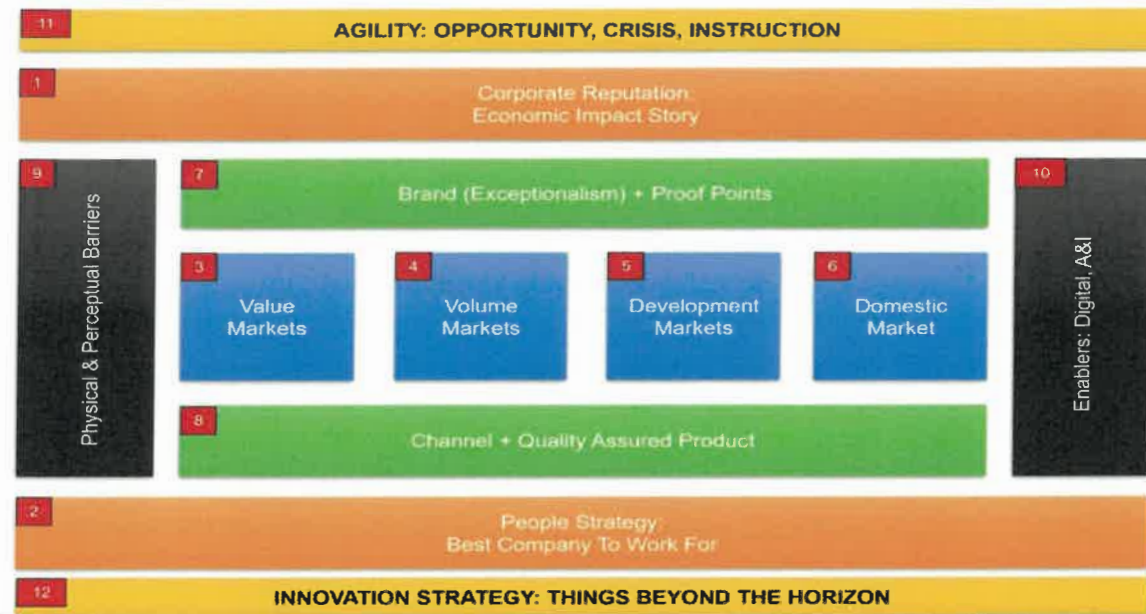 11
AGILITY: OPPORTUNITY, CRISIS, INSTRUCTION
1
Corporate Reputation:
Economic Impact Story
9
Physical & Perceptual Barriers
7
Brand (Exceptionalism) + Proof Points
10
Enablers: Digital, A&I
3
Value
Markets
4
Volume
Markets
5
Development
Markets
6
Domestic
Market
8
Channel + Quality Assured Product
2
People Strategy:
Best Company To Work For
12
INNOVATION STRATEGY: THINGS BEYOND THE HORIZON